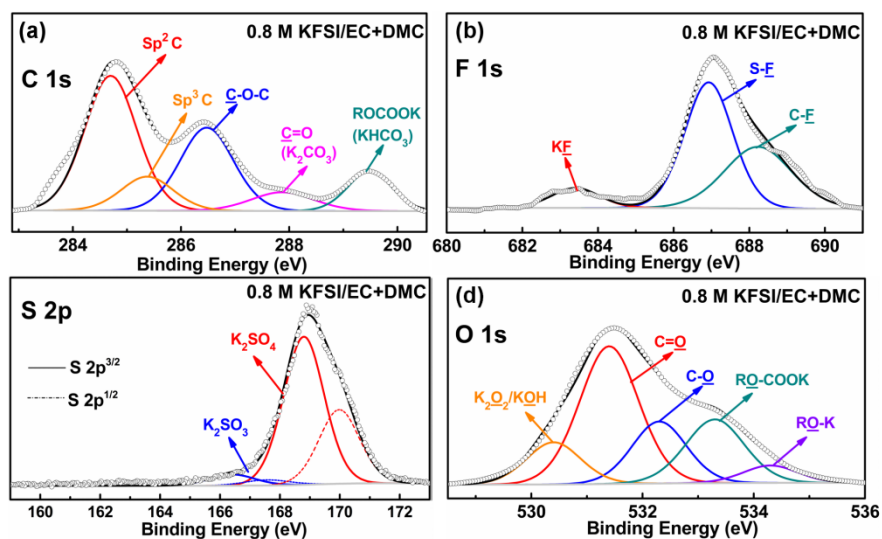 (a)
0.8 M KFSI/EC+DMC
C 1s
Sp² C
Sp³ C
C-O-C
C=O
(K₂CO₃)
ROCOOK
(KHCO₃)
284 286 288 290
Binding Energy (eV)
(b)
0.8 M KFSI/EC+DMC
F 1s
S-F
C-F
KF
680 682 684 686 688 690
Binding Energy (eV)
0.8 M KFSI/EC+DMC
S 2p
K₂SO₄
S 2p³/²
S 2p¹/²
K₂SO₃
160 162 164 166 168 170 172
Binding Energy (eV)
(d)
0.8 M KFSI/EC+DMC
O 1s
C=O
C-O
RO-COOK
K₂O₂/KOH
RO-K
530 532 534 536
Binding Energy (eV)